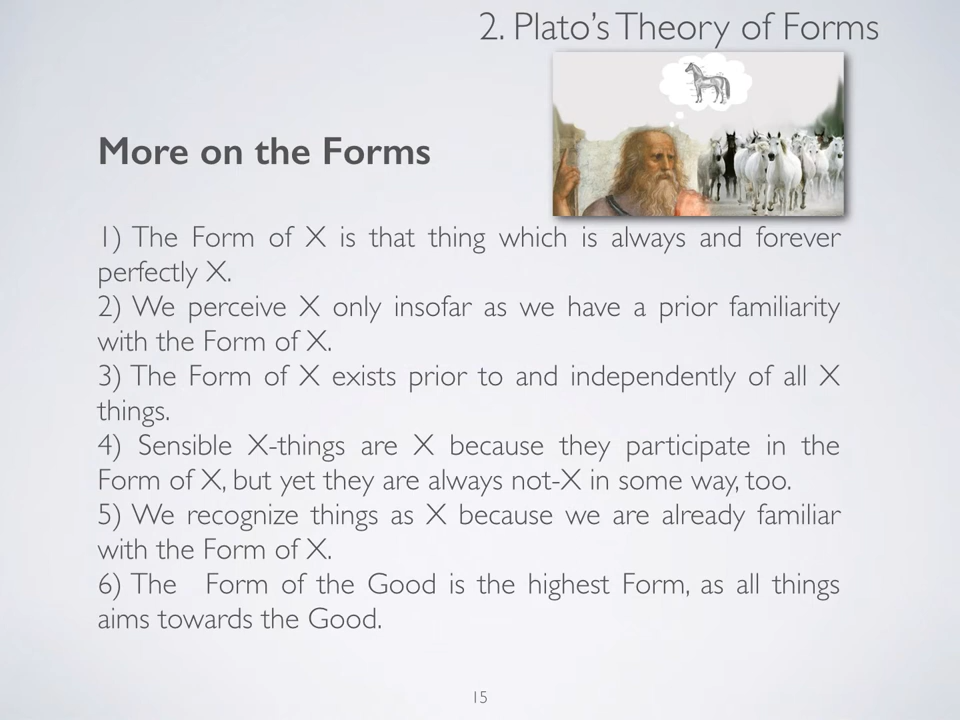 2. Plato's Theory of Forms
More on the Forms
1) The Form of X is that thing which is always and forever
perfectly X.
2) We perceive X only insofar as we have a prior familiarity
with the Form of X.
3) The Form of X exists prior to and independently of all X
things.
4) Sensible X-things are X because they participate in the
Form of X, but yet they are always not-X in some way, too.
5) We recognize things as X because we are already familiar
with the Form of X.
6) The Form of the Good is the highest Form, as all things
aims towards the Good.
15